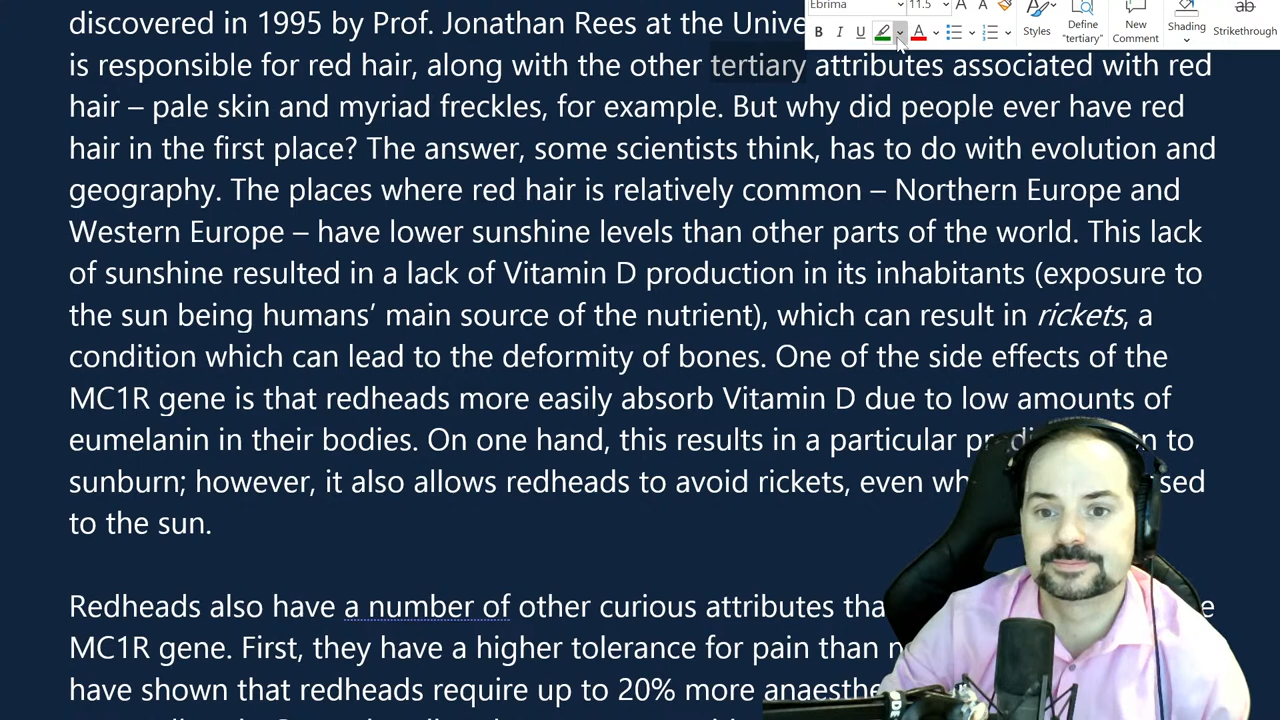 Ebrima 11.5 A A
B I U A
Styles
Define
"tertiary"
New
Comment
Shading
ab
Strikethrough
discovered in 1995 by Prof. Jonathan Rees at the
is responsible for red hair, along with the other tertiary attributes associated with red
hair – pale skin and myriad freckles, for example. But why did people ever have red
hair in the first place? The answer, some scientists think, has to do with evolution and
geography. The places where red hair is relatively common – Northern Europe and
Western Europe – have lower sunshine levels than other parts of the world. This lack
of sunshine resulted in a lack of Vitamin D production in its inhabitants (exposure to
the sun being humans’ main source of the nutrient), which can result in rickets, a
condition which can lead to the deformity of bones. One of the side effects of the
MC1R gene is that redheads more easily absorb Vitamin D due to low amounts of
eumelanin in their bodies. On one hand, this results in a particular to
sunburn; however, it also allows redheads to avoid rickets, even
to the sun.
Redheads also have a number of other curious attributes
MC1R gene. First, they have a higher tolerance for pain than
have shown that redheads require up to 20% more